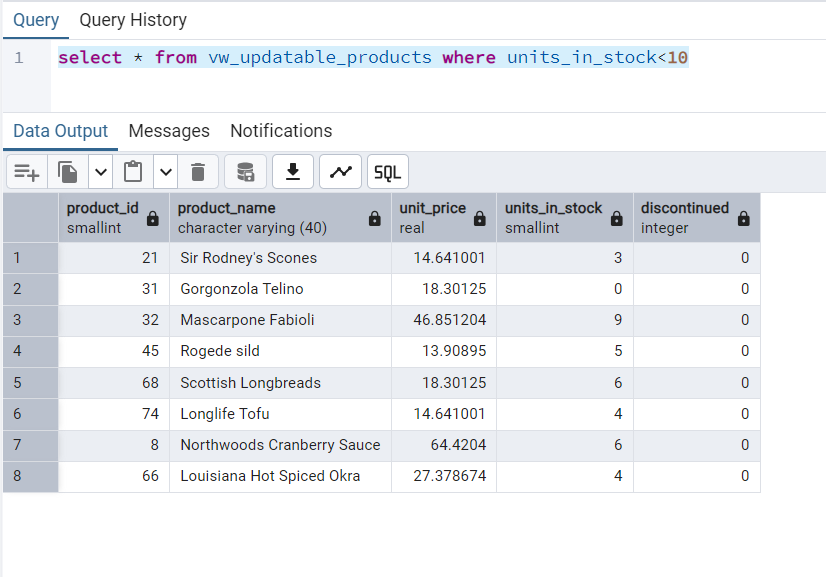 Query Query History
1 select * from vw_updatable_products where units_in_stock<10
Data Output Messages Notifications
SQL
product_id product_name unit_price units_in_stock discontinued
smallint character varying (40) real smallint integer
1 21 Sir Rodney's Scones 14.641001 3 0
2 31 Gorgonzola Telino 18.30125 0 0
3 32 Mascarpone Fabioli 46.851204 9 0
4 45 Rogede sild 13.90895 5 0
5 68 Scottish Longbreads 18.30125 6 0
6 74 Longlife Tofu 14.641001 4 0
7 8 Northwoods Cranberry Sauce 64.4204 6 0
8 66 Louisiana Hot Spiced Okra 27.378674 4 0